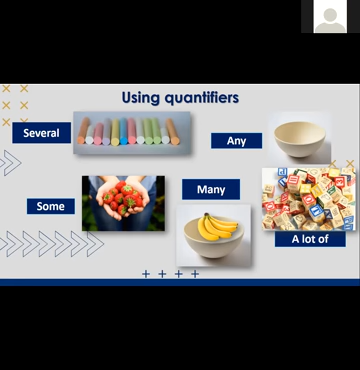 Using quantifiers
Several
Any
Some
Many
A lot of